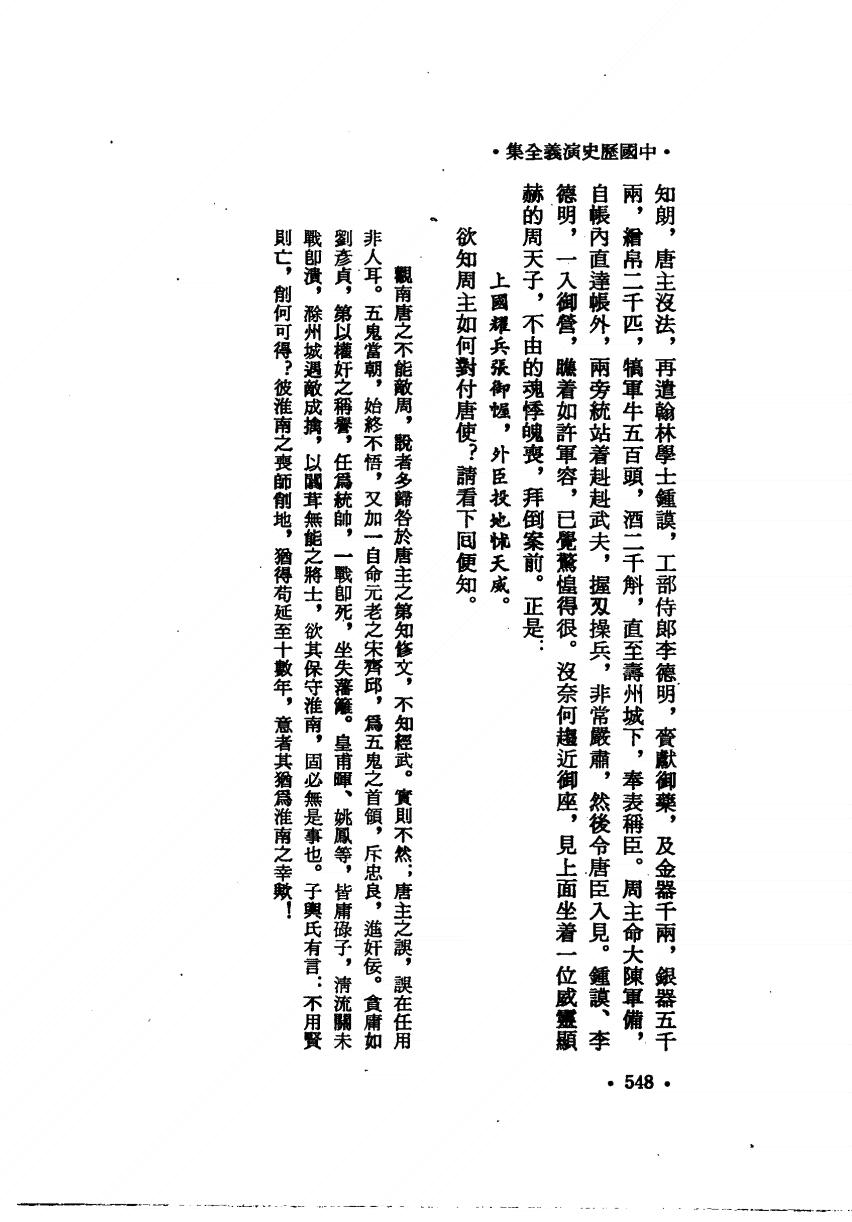 ·中國歷史演義全集·
知朗，唐主沒法，再遣翰林學士鍾謨，工部侍郎李德明，賫獻御藥，及金器千兩，銀器五千
兩，繒帛二千匹，犒軍牛五百頭，酒二千斛，直至壽州城下，奉表稱臣。周主命大陳軍備，
自帳內直達帳外，兩旁統站着赳赳武夫，握刃操兵，非常嚴肅，然後令唐臣入見。鍾謨、李
德明，一入御營，瞧着如許軍容，已覺驚惶得很。沒奈何趨近御座，見上面坐着一位威靈顯
赫的周天子，不由的魂悸魄喪，拜倒案前。正是：
上國耀兵張御幄，外臣投地怵天威。
欲知周主如何對付唐使？請看下回便知。
觀南唐之不能敵周，說者多歸咎於唐主之第知修文，不知經武。實則不然；唐主之誤，誤在任用
非人耳。五鬼當朝，始終不悟，又加一自命元老之宋齊邱，爲五鬼之首領，斥忠良，進奸佞。貪庸如
劉彥貞，第以權奸之稱譽，任爲統帥，一戰卽死，坐失藩籬。皇甫暉、姚鳳等，皆庸碌子，清流關未
戰卽潰，滁州城遇敵成擒，以闒茸無能之將士，欲其保守淮南，固必無是事也。子輿氏有言：不用賢
則亡，削何可得？彼淮南之喪師削地，猶得苟延至十數年，意者其猶爲淮南之幸歟！
·548·